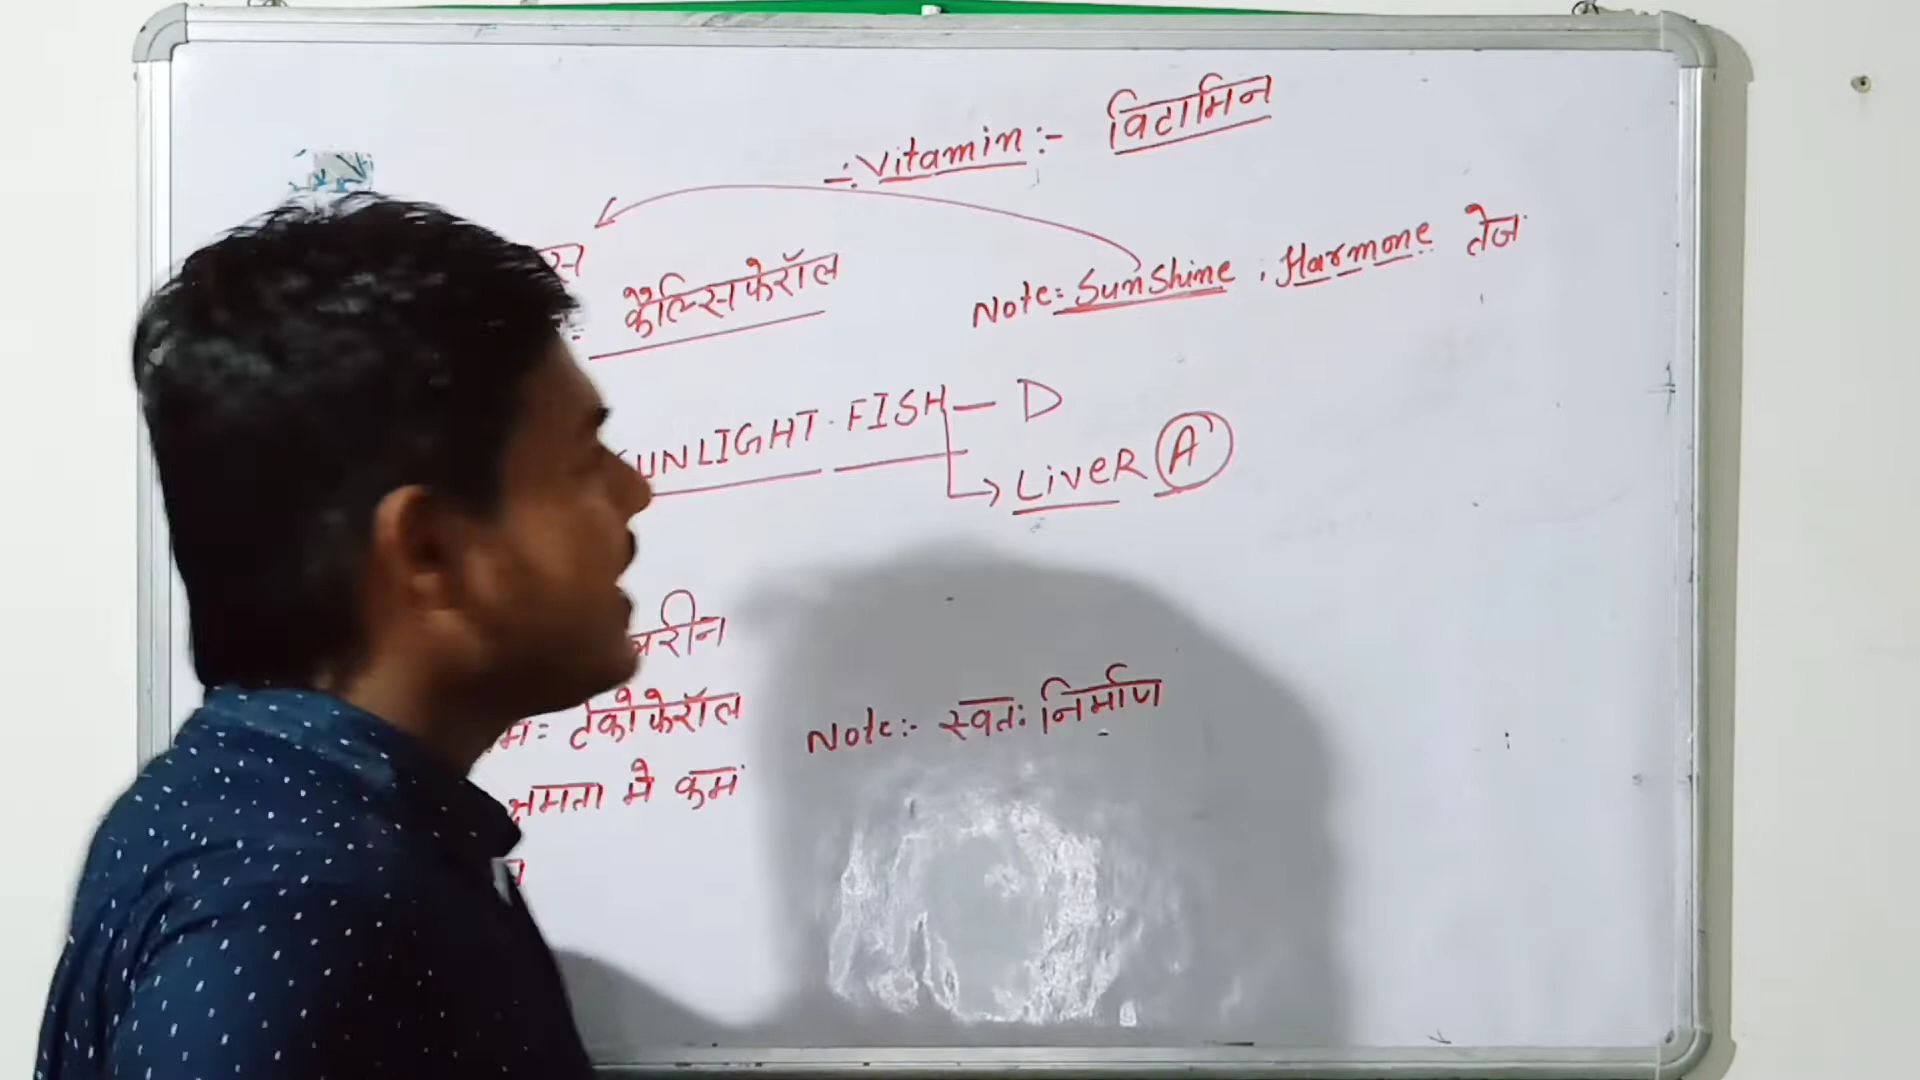 -: Vitamin :- विटामिन
Note: SunShine . Harmone तेज
कैल्सिफेरॉल
SUNLIGHT . FISH — D
LiveR A
टेकोफेरॉल
Note :- स्वतः निर्माण
क्षमता मे कम